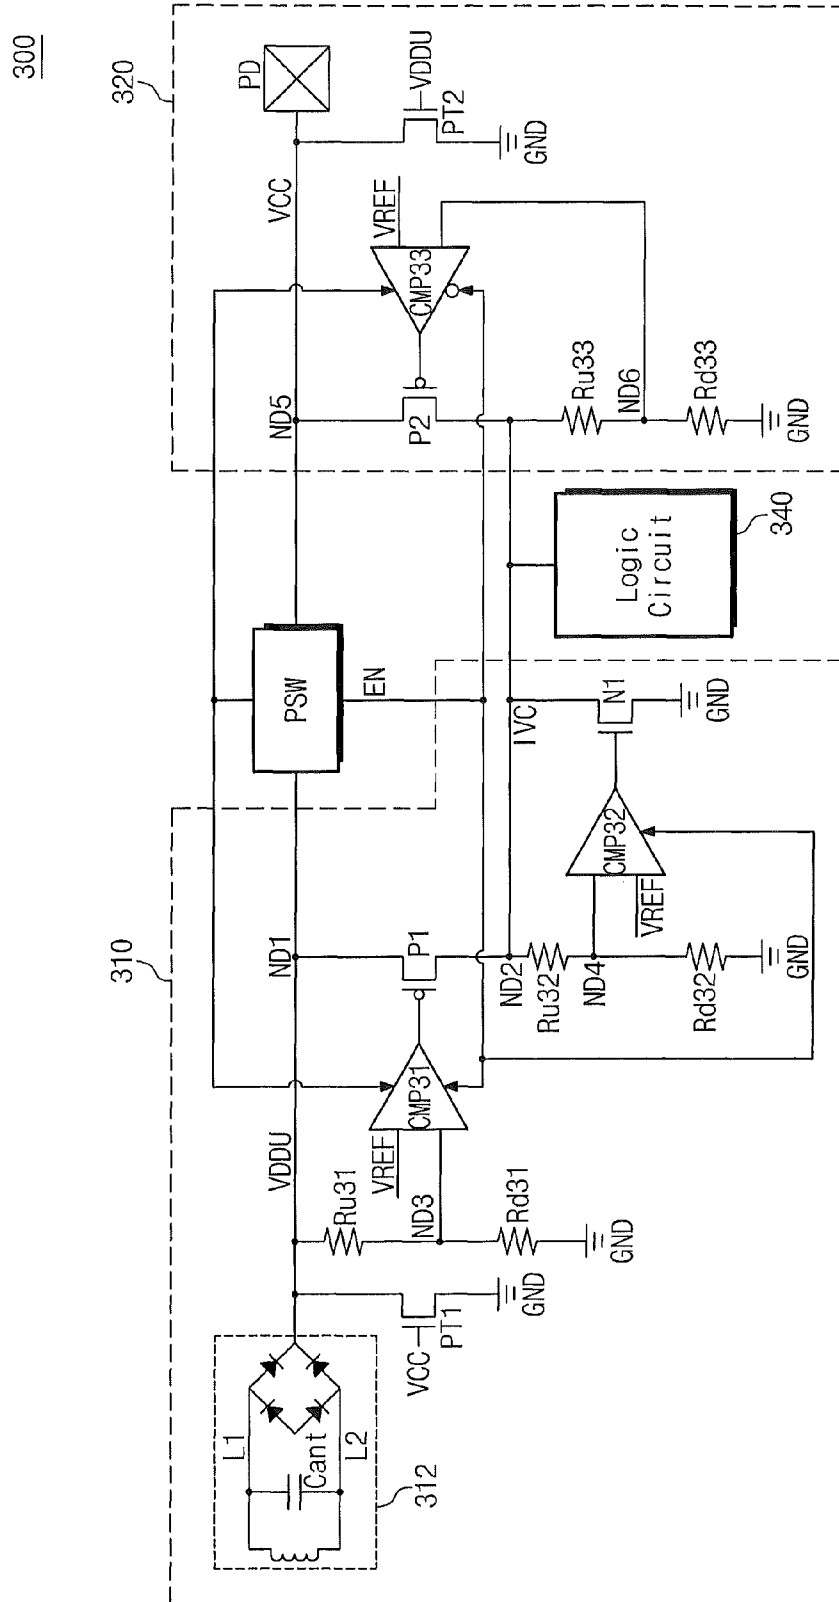 300
320
PD
VCC
VDDU
PT2
GND
VREF
CMP33
ND5
P2
Ru33
ND6
Rd33
GND
PSW
EN
Logic
Circuit
340
IVC
N1
GND
310
ND1
P1
ND2
Ru32
ND4
Rd32
GND
CMP32
VREF
VDDU
CMP31
VREF
Ru31
ND3
Rd31
GND
VCC
PT1
GND
L1
Cant
L2
312